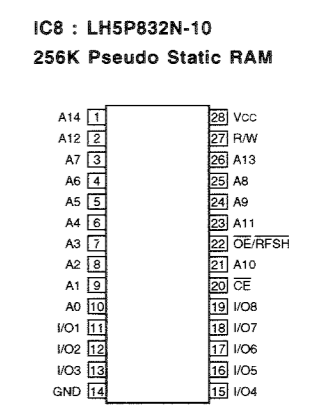 IC8 : LH5P832N-10
256K Pseudo Static RAM
A14 1 28 Vcc
A12 2 27 R/W
A7 3 26 A13
A6 4 25 A8
A5 5 24 A9
A4 6 23 A11
A3 7 22 O̅E̅/R̅F̅S̅H̅
A2 8 21 A10
A1 9 20 C̅E̅
A0 10 19 I/O8
I/O1 11 18 I/O7
I/O2 12 17 I/O6
I/O3 13 16 I/O5
GND 14 15 I/O4